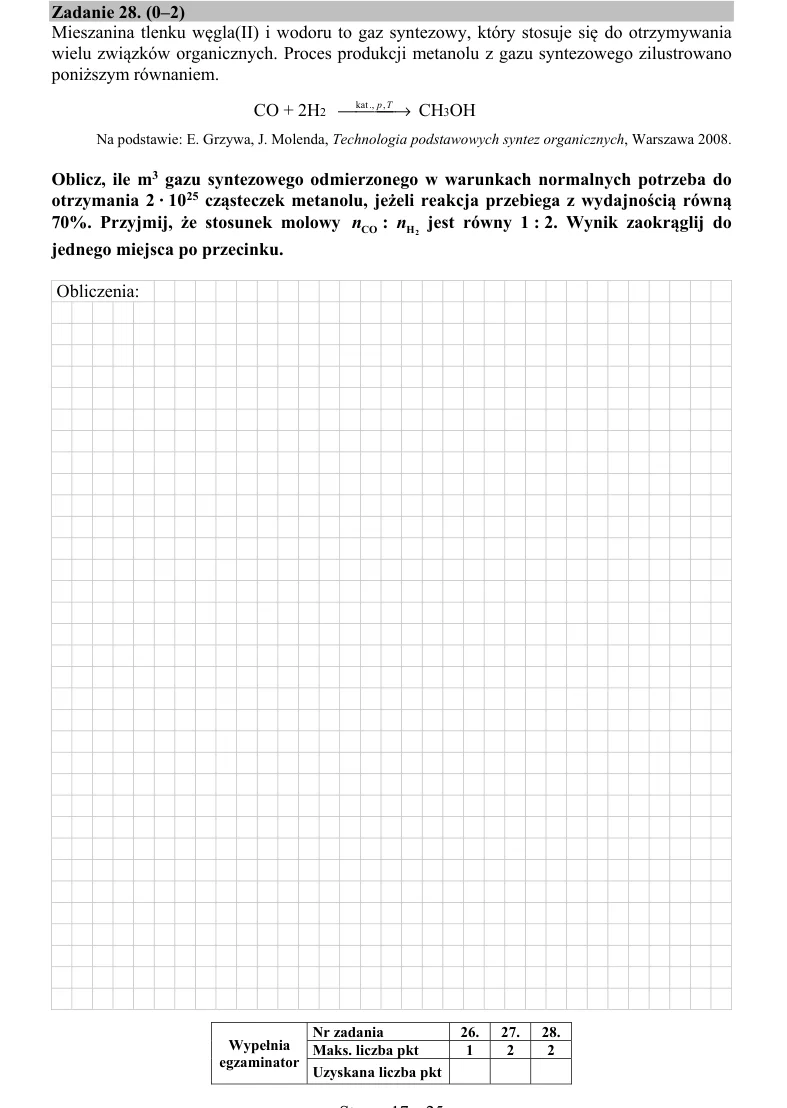 Zadanie 28. (0–2)
Mieszanina tlenku węgla(II) i wodoru to gaz syntezowy, który stosuje się do otrzymywania
wielu związków organicznych. Proces produkcji metanolu z gazu syntezowego zilustrowano
poniższym równaniem.
CO + 2H₂ ⟶ (kat., p, T) CH₃OH
Na podstawie: E. Grzywa, J. Molenda, Technologia podstawowych syntez organicznych, Warszawa 2008.
Oblicz, ile m³ gazu syntezowego odmierzonego w warunkach normalnych potrzeba do
otrzymania 2 · 10²⁵ cząsteczek metanolu, jeżeli reakcja przebiega z wydajnością równą
70%. Przyjmij, że stosunek molowy n_CO : n_H₂ jest równy 1 : 2. Wynik zaokrąglij do
jednego miejsca po przecinku.
Obliczenia:
Wypełnia egzaminator
Nr zadania 26. 27. 28.
Maks. liczba pkt 1 2 2
Uzyskana liczba pkt